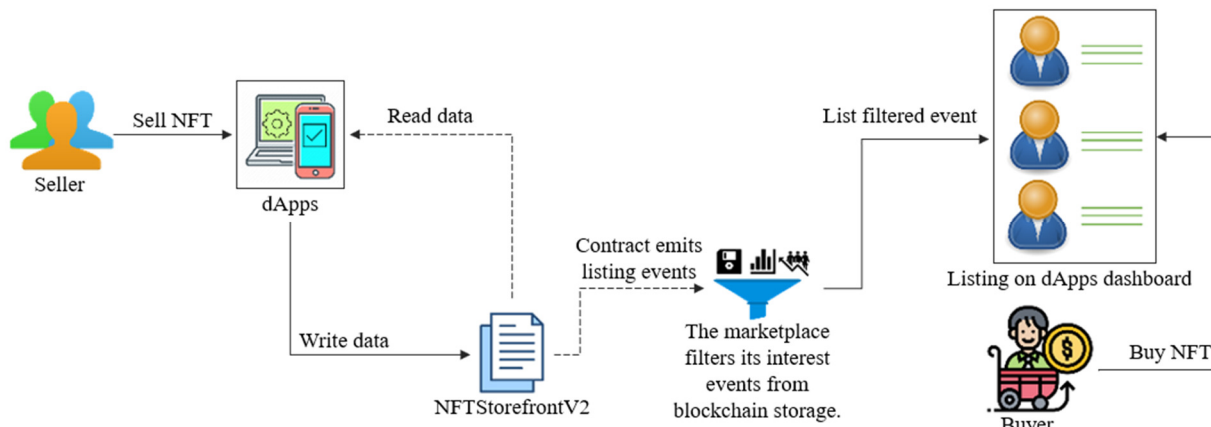 Sell NFT
Read data
List filtered event
Seller
dApps
Contract emits
listing events
Listing on dApps dashboard
Write data
The marketplace
filters its interest
events from
blockchain storage.
Buy NFT
NFTStorefrontV2
Buyer
$